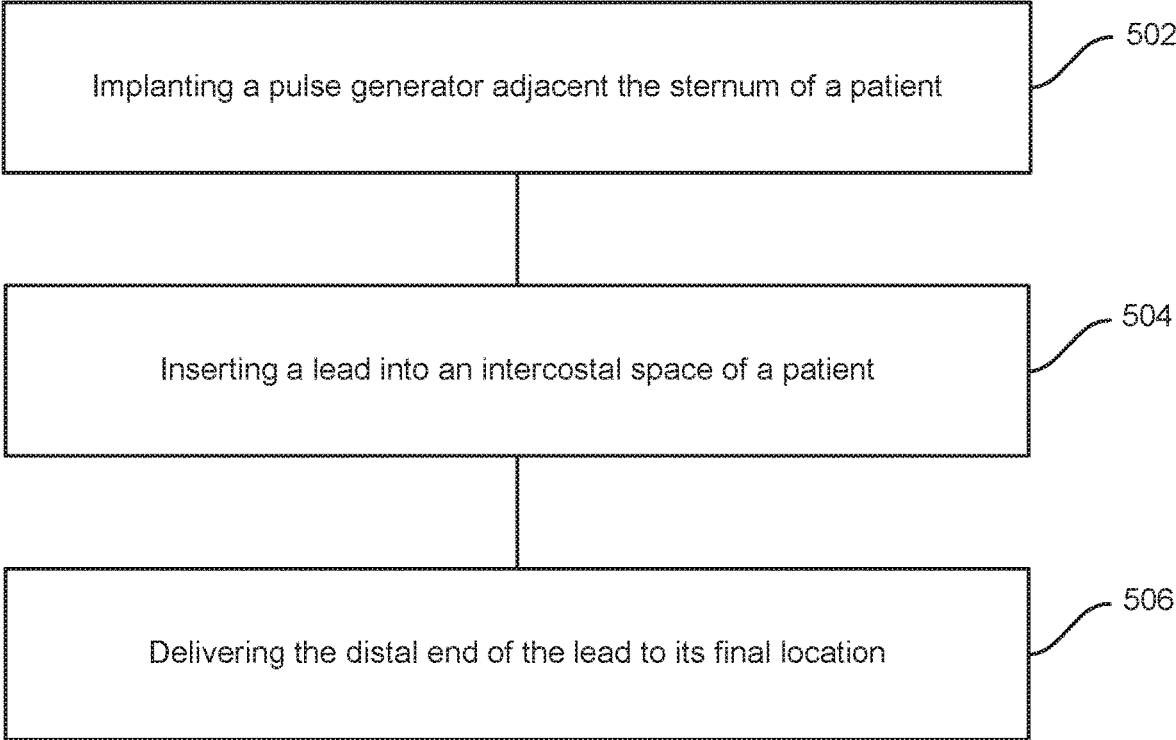 Implanting a pulse generator adjacent the sternum of a patient
502
Inserting a lead into an intercostal space of a patient
504
Delivering the distal end of the lead to its final location
506